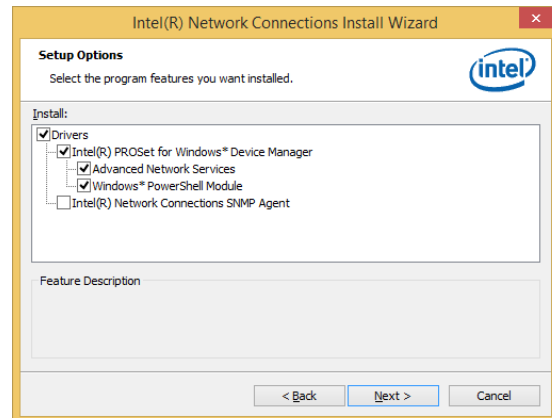 Intel(R) Network Connections Install Wizard
Setup Options
Select the program features you want installed.
intel
Install:
Drivers
Intel(R) PROSet for Windows* Device Manager
Advanced Network Services
Windows* PowerShell Module
Intel(R) Network Connections SNMP Agent
Feature Description
< Back Next > Cancel